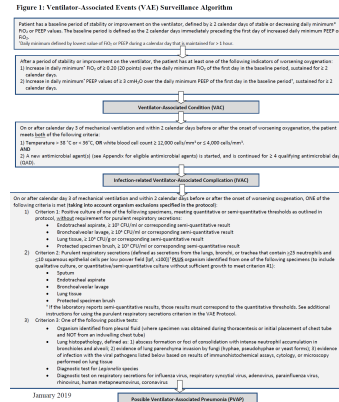 Figure 1: Ventilator-Associated Events (VAE) Surveillance Algorithm
Patient has a baseline period of stability or improvement on the ventilator, defined by ≥ 2 calendar days of stable or decreasing daily minimum*
FiO₂ or PEEP values. The baseline period is defined as the 2 calendar days immediately preceding the first day of increased daily minimum PEEP or
FiO₂.
*Daily minimum defined by lowest value of FiO₂ or PEEP during a calendar day that is maintained for > 1 hour.
After a period of stability or improvement on the ventilator, the patient has at least one of the following indicators of worsening oxygenation:
1) Increase in daily minimum* FiO₂ of ≥ 0.20 (20 points) over the daily minimum FiO₂ of the first day in the baseline period, sustained for ≥ 2
calendar days.
2) Increase in daily minimum* PEEP values of ≥ 3 cmH₂O over the daily minimum PEEP of the first day in the baseline period†, sustained for ≥ 2
calendar days.
Ventilator-Associated Condition (VAC)
On or after calendar day 3 of mechanical ventilation and within 2 calendar days before or after the onset of worsening oxygenation, the patient
meets both of the following criteria:
1) Temperature > 38 °C or < 36°C, OR white blood cell count ≥ 12,000 cells/mm³ or ≤ 4,000 cells/mm³.
AND
2) A new antimicrobial agent(s) (see Appendix for eligible antimicrobial agents) is started, and is continued for ≥ 4 qualifying antimicrobial days
(QAD).
Infection-related Ventilator-Associated Complication (IVAC)
On or after calendar day 3 of mechanical ventilation and within 2 calendar days before or after the onset of worsening oxygenation, ONE of the
following criteria is met (taking into account organism exclusions specified in the protocol):
1) Criterion 1: Positive culture of one of the following specimens, meeting quantitative or semi-quantitative thresholds as outlined in
protocol, without requirement for purulent respiratory secretions:
• Endotracheal aspirate, ≥ 10⁵ CFU/ml or corresponding semi-quantitative result
• Bronchoalveolar lavage, ≥ 10⁴ CFU/ml or corresponding semi-quantitative result
• Lung tissue, ≥ 10⁴ CFU/g or corresponding semi-quantitative result
• Protected specimen brush, ≥ 10³ CFU/ml or corresponding semi-quantitative result
2) Criterion 2: Purulent respiratory secretions (defined as secretions from the lungs, bronchi, or trachea that contain ≥25 neutrophils and
≤10 squamous epithelial cells per low power field [lpf, x100]† PLUS organism identified from one of the following specimens (to include
qualitative culture, or quantitative/semi-quantitative culture without sufficient growth to meet criterion #1):
• Sputum
• Endotracheal aspirate
• Bronchoalveolar lavage
• Lung tissue
• Protected specimen brush
† If the laboratory reports semi-quantitative results, those results must correspond to the quantitative thresholds. See additional
instructions for using the purulent respiratory secretions criterion in the VAE Protocol.
3) Criterion 3: One of the following positive tests:
• Organism identified from pleural fluid (where specimen was obtained during thoracentesis or initial placement of chest tube
and NOT from an indwelling chest tube)
• Lung histopathology, defined as: 1) abscess formation or foci of consolidation with intense neutrophil accumulation in
bronchioles and alveoli; 2) evidence of lung parenchyma invasion by fungi (hyphae, pseudohyphae or yeast forms); 3) evidence
of infection with the viral pathogens listed below based on results of immunohistochemical assays, cytology, or microscopy
performed on lung tissue
• Diagnostic test for Legionella species
• Diagnostic test on respiratory secretions for influenza virus, respiratory syncytial virus, adenovirus, parainfluenza virus,
rhinovirus, human metapneumovirus, coronavirus
January 2019
Possible Ventilator-Associated Pneumonia (PVAP)